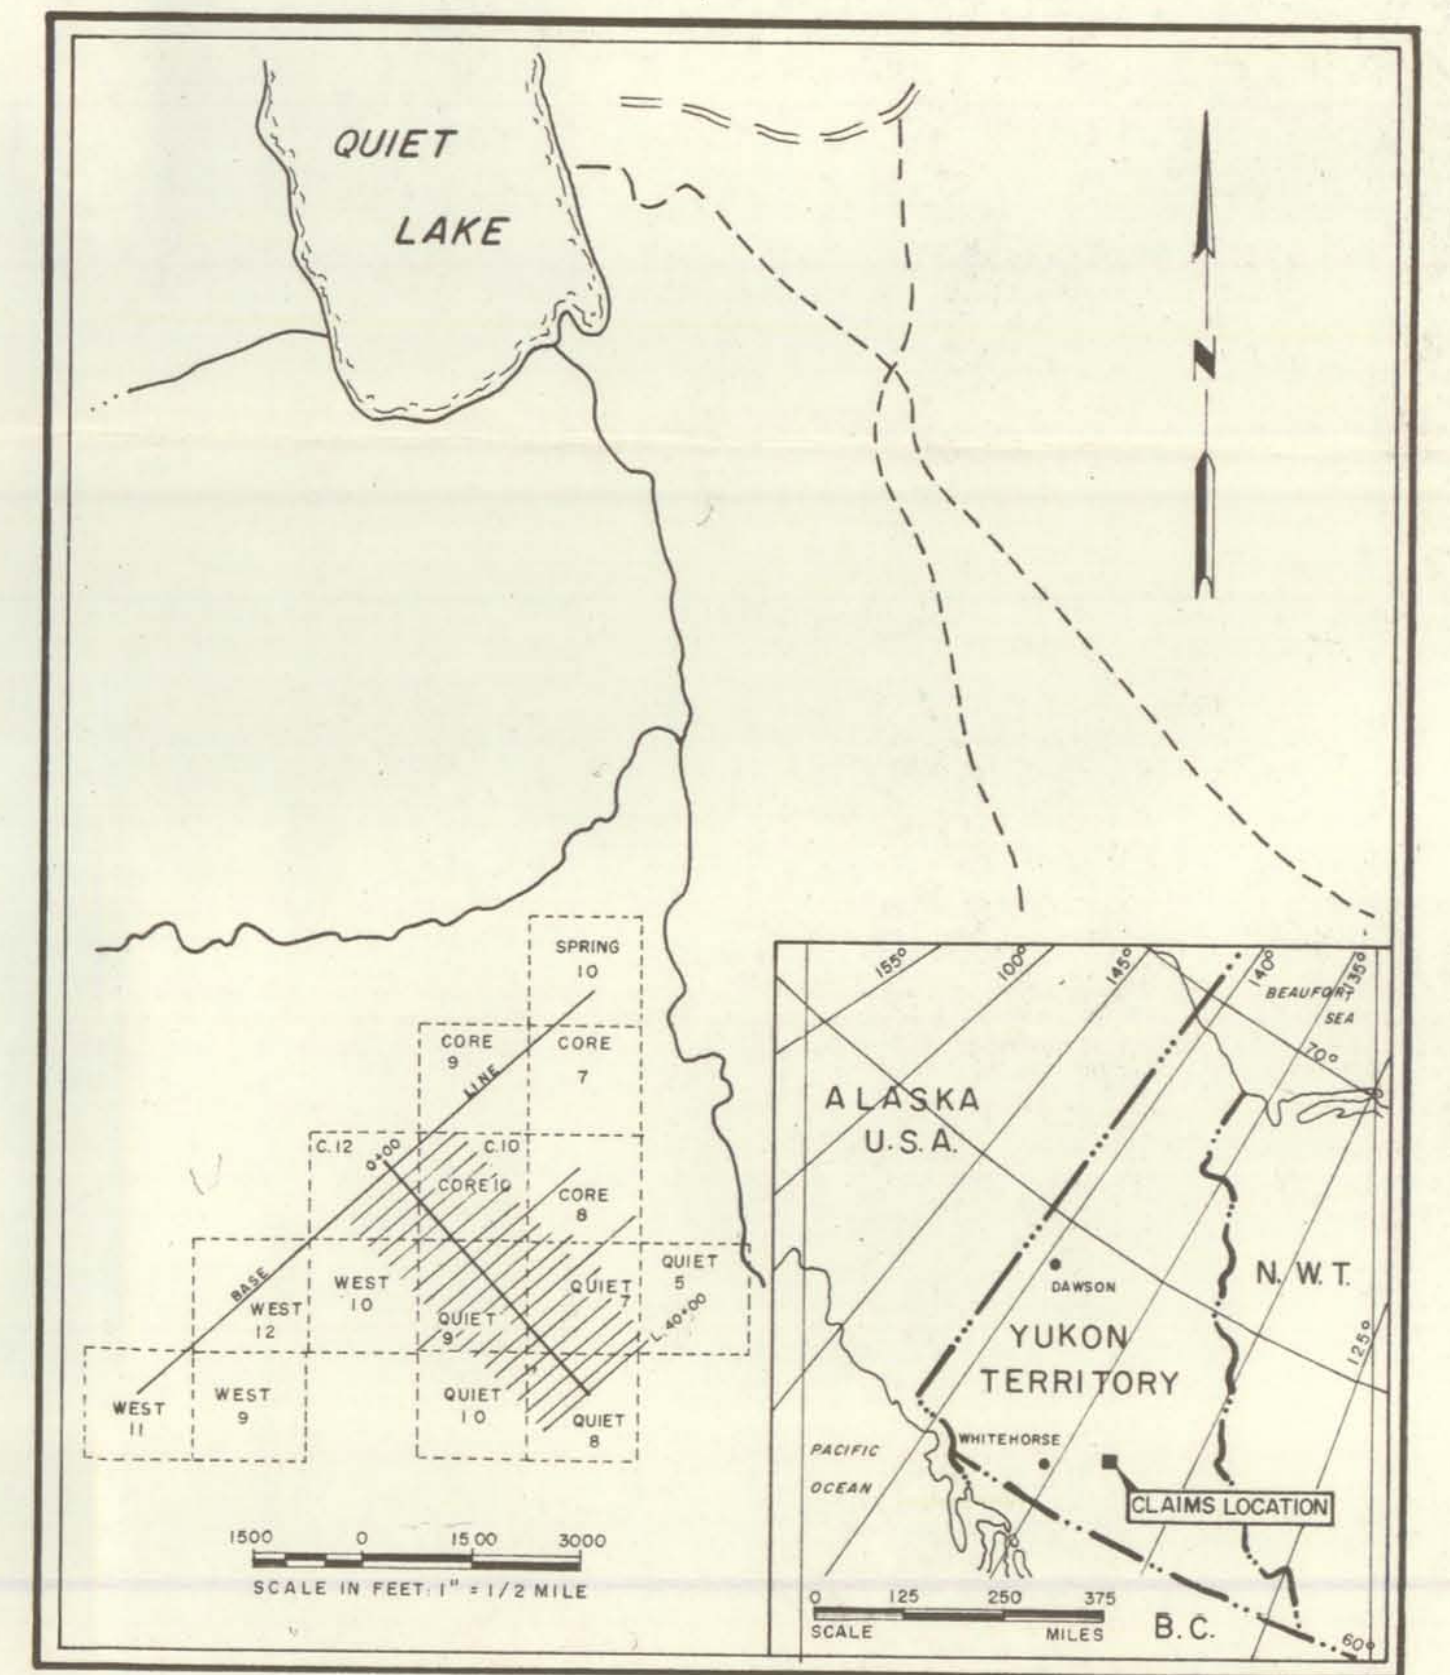 QUIET
LAKE
N
SPRING
10
CORE
9
CORE
7
LINE
C.12
0+00
C.10
CORE 10
CORE
8
BASE
WEST
12
WEST
10
QUIET
9
QUIET
7
QUIET
5
L.40+00
WEST
11
WEST
9
QUIET
10
QUIET
8
1500 0 1500 3000
SCALE IN FEET: 1" = 1/2 MILE
155°
100°
145°
140°
135°
BEAUFORT
SEA
70°
ALASKA
U.S.A.
DAWSON
N.W.T.
YUKON
TERRITORY
125°
WHITEHORSE
PACIFIC
OCEAN
CLAIMS LOCATION
0 125 250 375
SCALE MILES
B.C.
60°